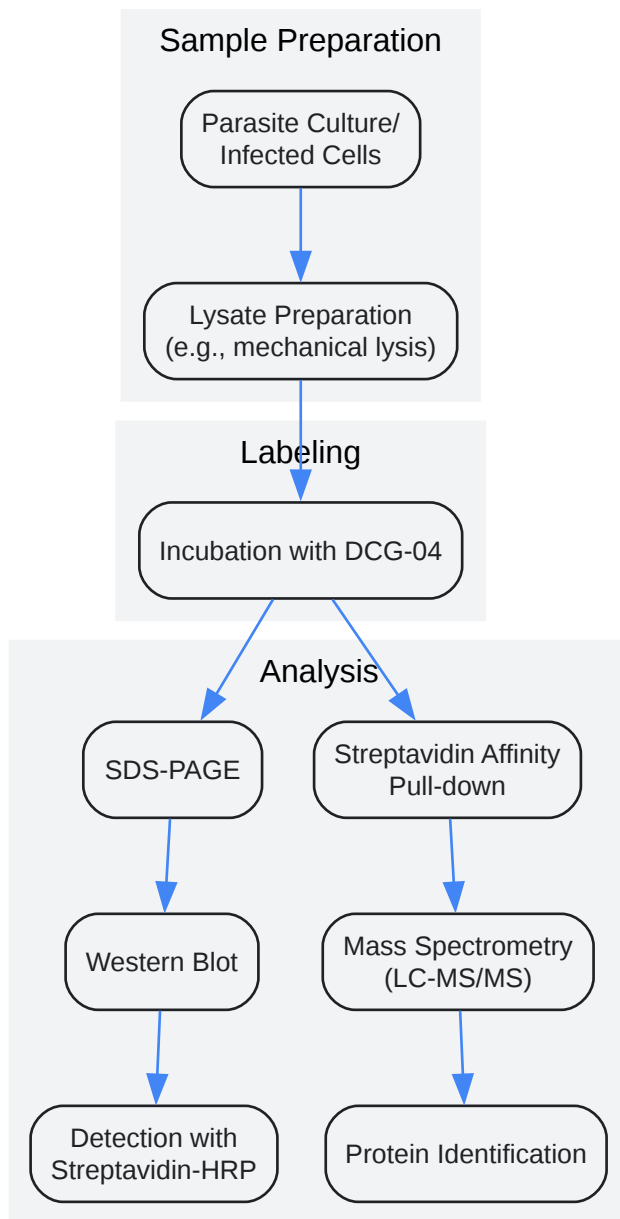 Sample Preparation
Parasite Culture/
Infected Cells
Lysate Preparation
(e.g., mechanical lysis)
Labeling
Incubation with DCG-04
Analysis
SDS-PAGE
Streptavidin Affinity
Pull-down
Western Blot
Mass Spectrometry
(LC-MS/MS)
Detection with
Streptavidin-HRP
Protein Identification